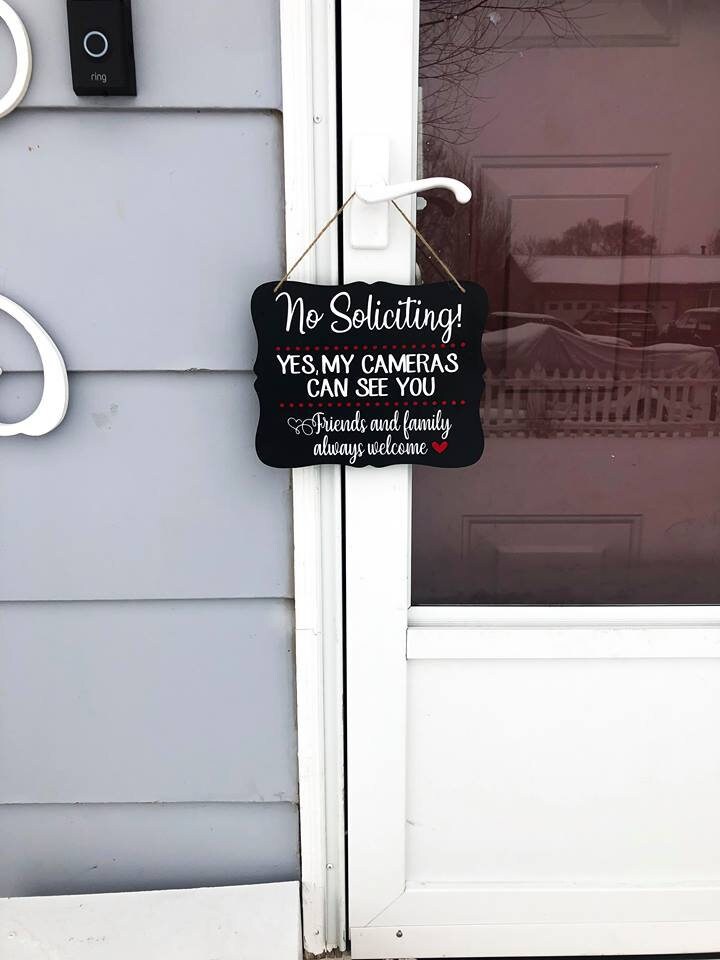 ring
No Soliciting!
YES, MY CAMERAS
CAN SEE YOU
Friends and family
always welcome